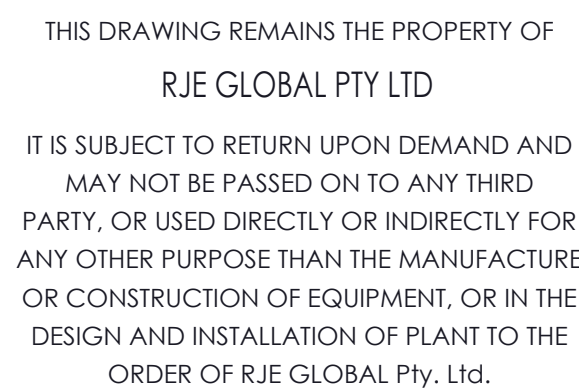 THIS DRAWING REMAINS THE PROPERTY OF
RJE GLOBAL PTY LTD
IT IS SUBJECT TO RETURN UPON DEMAND AND
MAY NOT BE PASSED ON TO ANY THIRD
PARTY, OR USED DIRECTLY OR INDIRECTLY FOR
ANY OTHER PURPOSE THAN THE MANUFACTURE
OR CONSTRUCTION OF EQUIPMENT, OR IN THE
DESIGN AND INSTALLATION OF PLANT TO THE
ORDER OF RJE GLOBAL Pty. Ltd.